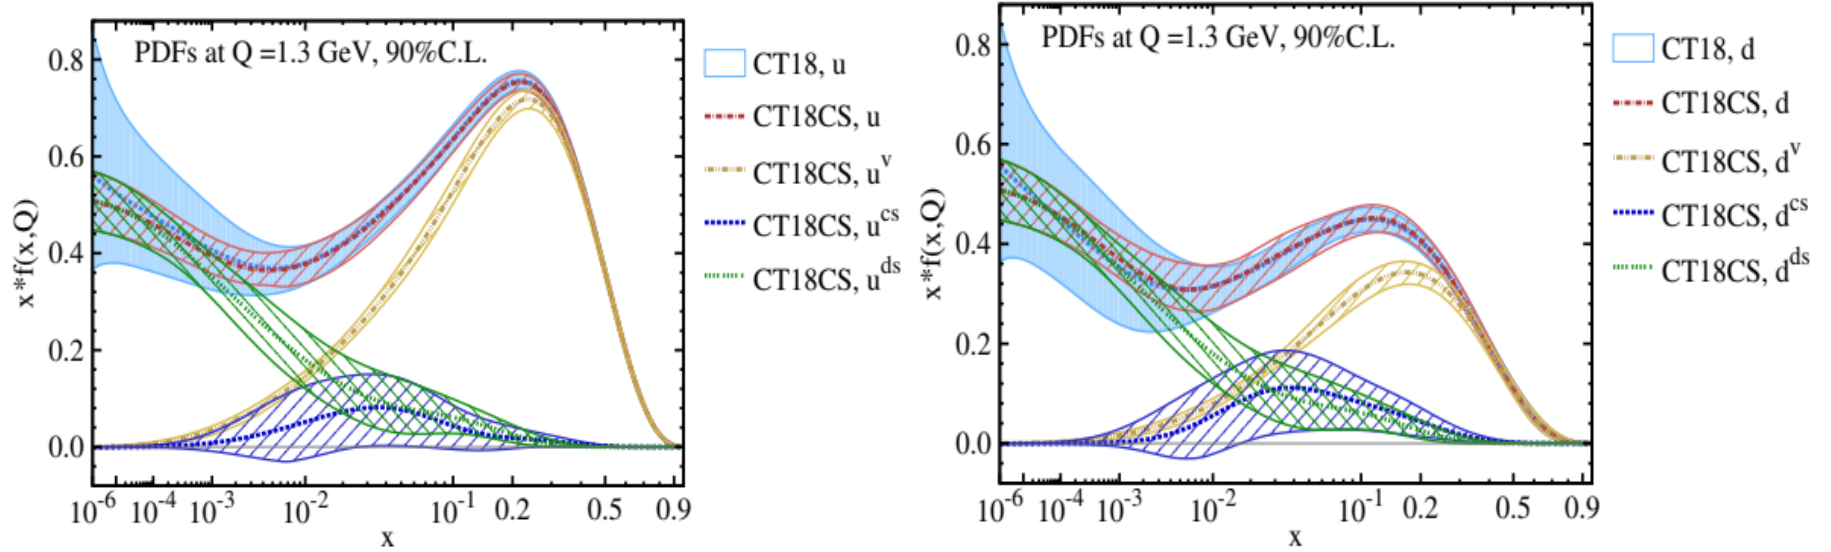 PDFs at Q =1.3 GeV, 90%C.L.
x*f(x,Q)
0.8
0.6
0.4
0.2
0.0
10^-6 10^-4 10^-3 10^-2 10^-1 0.2 0.5 0.9
x
CT18, u
CT18CS, u
CT18CS, u^v
CT18CS, u^cs
CT18CS, u^ds
PDFs at Q =1.3 GeV, 90%C.L.
x*f(x,Q)
0.8
0.6
0.4
0.2
0.0
10^-6 10^-4 10^-3 10^-2 10^-1 0.2 0.5 0.9
x
CT18, d
CT18CS, d
CT18CS, d^v
CT18CS, d^cs
CT18CS, d^ds